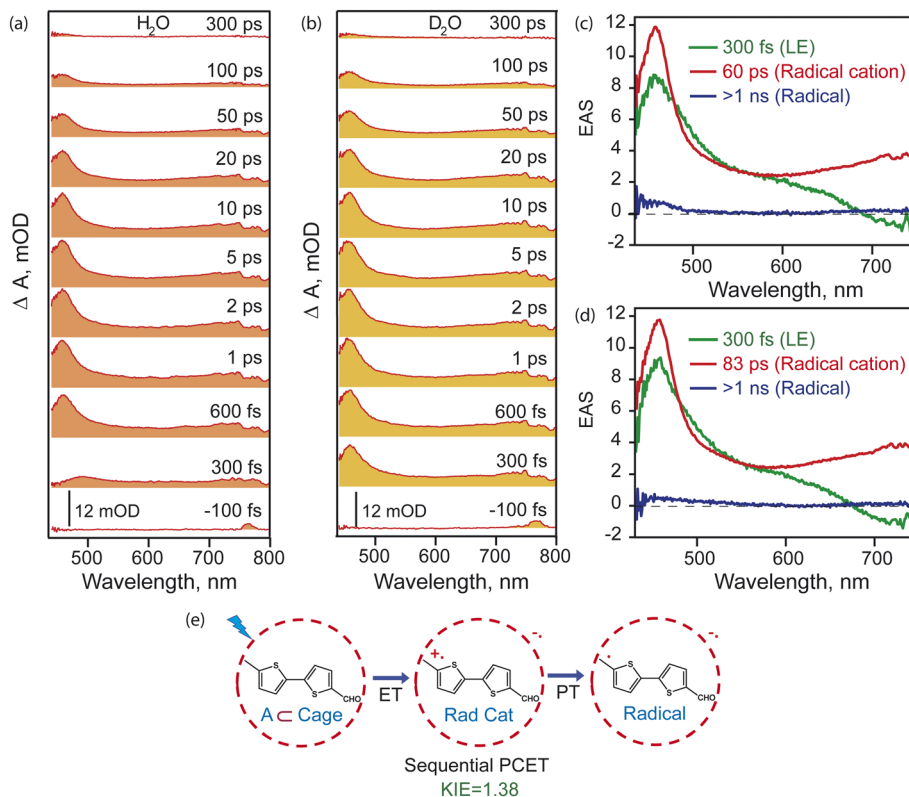 (a)
H₂O 300 ps
100 ps
50 ps
20 ps
10 ps
5 ps
2 ps
1 ps
600 fs
300 fs
12 mOD -100 fs
Δ A, mOD
500 600 700 800
Wavelength, nm
(b)
D₂O 300 ps
100 ps
50 ps
20 ps
10 ps
5 ps
2 ps
1 ps
600 fs
300 fs
12 mOD -100 fs
Δ A, mOD
500 600 700 800
Wavelength, nm
(c)
300 fs (LE)
60 ps (Radical cation)
>1 ns (Radical)
EAS
12
10
8
6
4
2
0
-2
500 600 700
Wavelength, nm
(d)
300 fs (LE)
83 ps (Radical cation)
>1 ns (Radical)
EAS
12
10
8
6
4
2
0
-2
500 600 700
Wavelength, nm
(e)
S S CHO
A ⊂ Cage
ET
+. -.
S S CHO
Rad Cat
PT
. -.
S S CHO
Radical
Sequential PCET
KIE=1.38